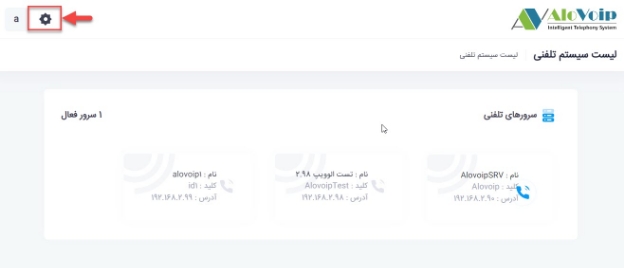 AloVoip
Intelligent Telephony System
a
لیست سیستم تلفنی لیست سیستم تلفنی
سرورهای تلفنی
۱ سرور فعال
نام : AlovoipSRV
کلید : Alovoip
آدرس : ۱۹۲.۱۶۸.۲.۹۰
نام : تست الوویپ ۲.۹۸
کلید : AlovoipTest
آدرس : ۱۹۲.۱۶۸.۲.۹۸
نام : alovoip۱
کلید : id۱
آدرس : ۱۹۲.۱۶۸.۲.۹۹